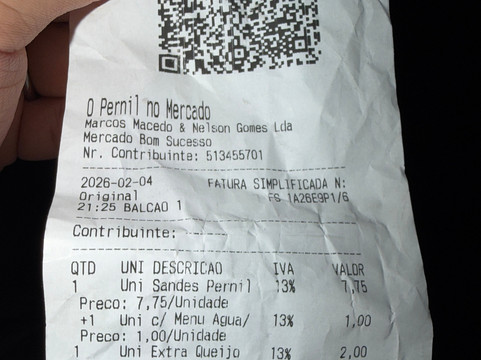 O Pernil no Mercado
Marcos Macedo & Nelson Gomes Lda
Mercado Bom Sucesso
Nr. Contribuinte: 513455701
2026-02-04 FATURA SIMPLIFICADA N:
Original FS 1A26E9P1/6
21:25 BALCAO 1
Contribuinte: ------
QTD UNI DESCRICAO IVA VALOR
1 Uni Sandes Pernil 13% 7,75
Preco: 7,75/Unidade
+1 Uni c/ Menu Agua/ 13% 1,00
Preco: 1,00/Unidade
1 Uni Extra Queijo 13% 2,00